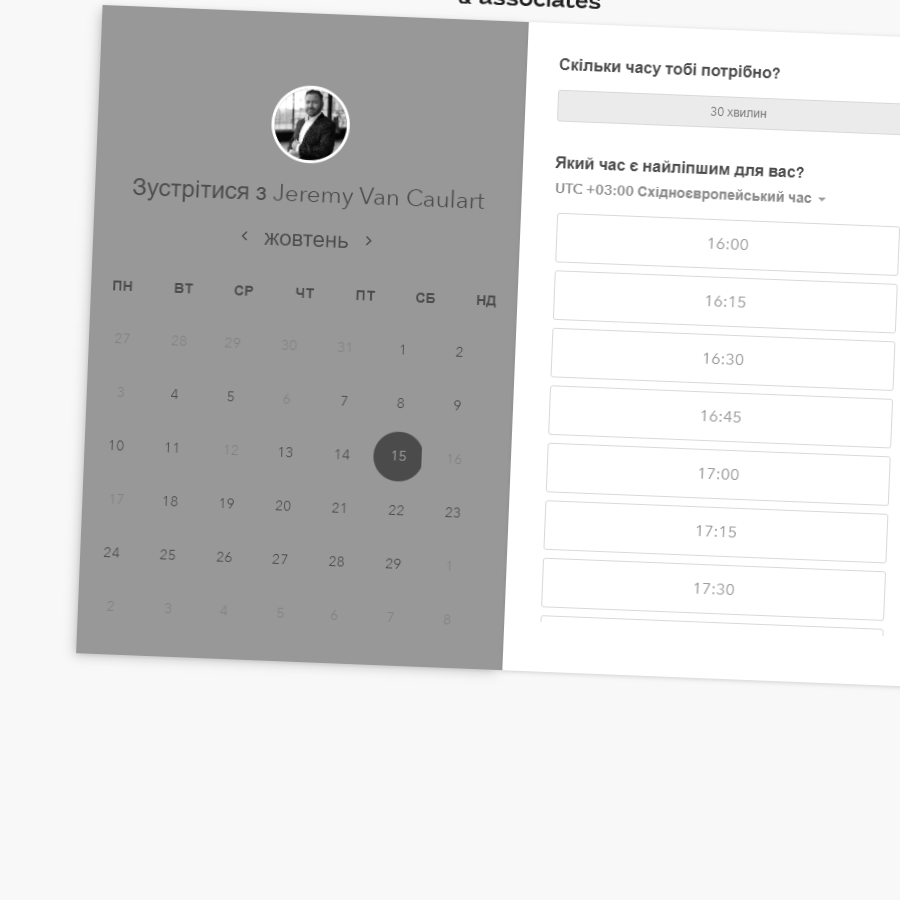 & associates
Зустрітися з Jeremy Van Caulart
жовтень
ПН ВТ СР ЧТ ПТ СБ НД
27 28 29 30 31 1 2
3 4 5 6 7 8 9
10 11 12 13 14 15 16
17 18 19 20 21 22 23
24 25 26 27 28 29 1
2 3 4 5 6 7 8
Скільки часу тобі потрібно?
30 хвилин
Який час є найліпшим для вас?
UTC +03:00 Східноєвропейський час
16:00
16:15
16:30
16:45
17:00
17:15
17:30